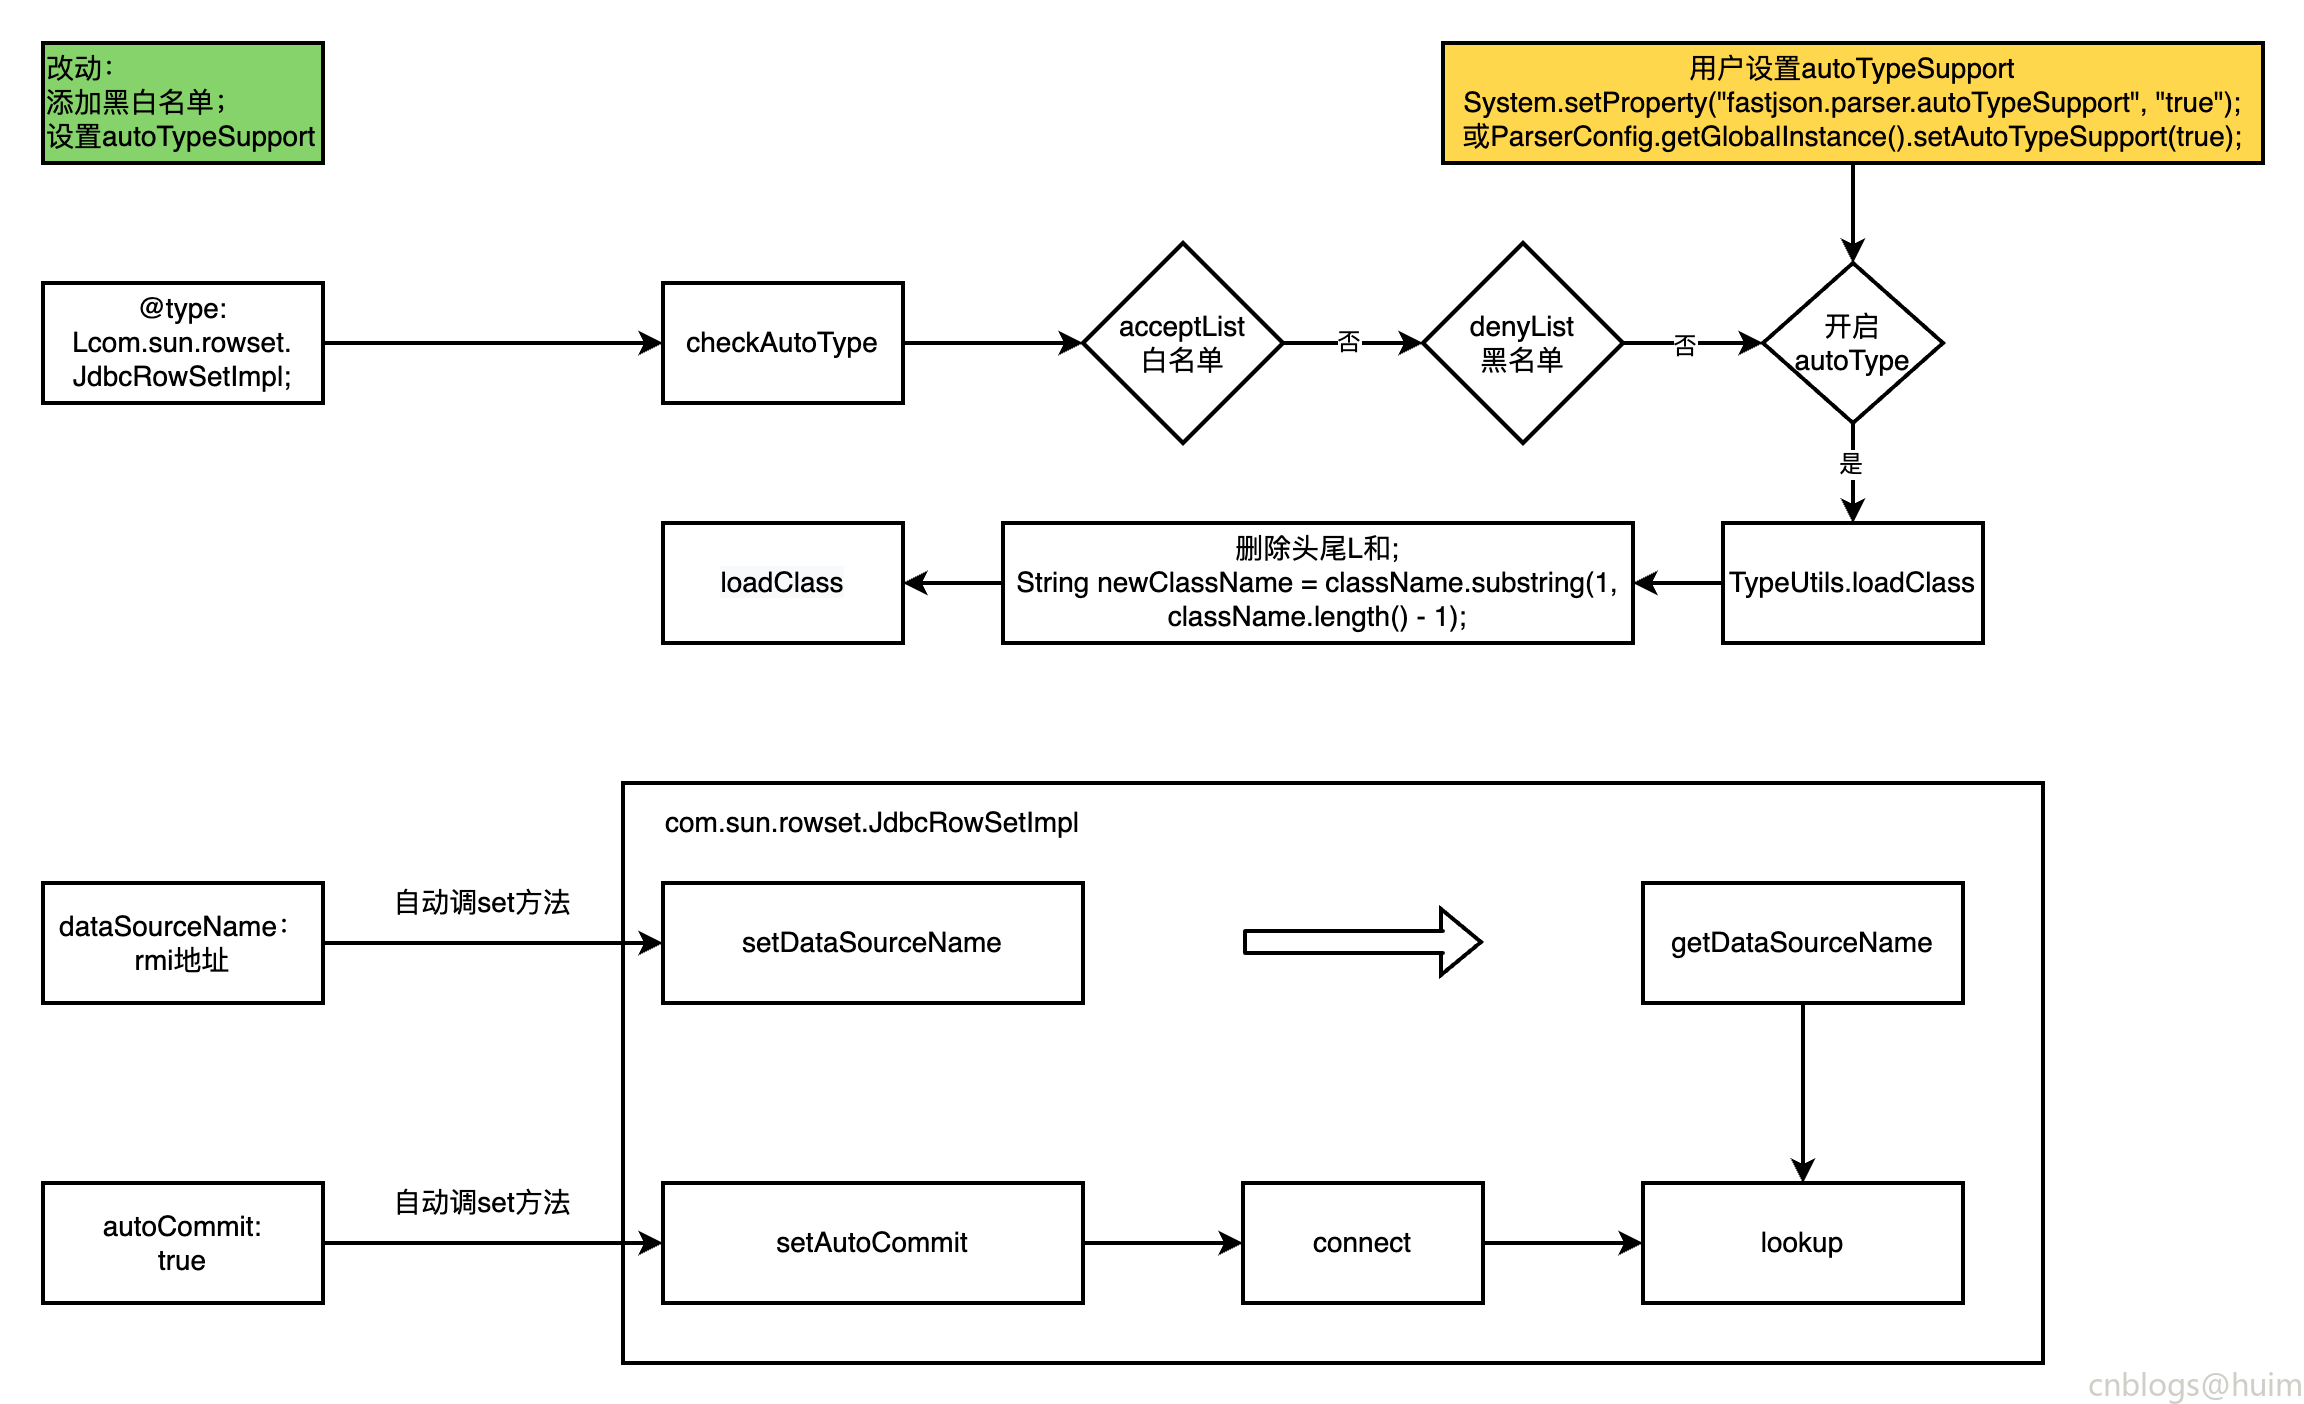 改动：
添加黑白名单；
设置autoTypeSupport
用户设置autoTypeSupport
System.setProperty("fastjson.parser.autoTypeSupport", "true");
或ParserConfig.getGlobalInstance().setAutoTypeSupport(true);
@type:
Lcom.sun.rowset.
JdbcRowSetImpl;
checkAutoType
acceptList
白名单
否
denyList
黑名单
否
开启
autoType
是
loadClass
删除头尾L和;
String newClassName = className.substring(1,
className.length() - 1);
TypeUtils.loadClass
com.sun.rowset.JdbcRowSetImpl
dataSourceName：
rmi地址
自动调set方法
setDataSourceName
getDataSourceName
autoCommit:
true
自动调set方法
setAutoCommit
connect
lookup
cnblogs@huim